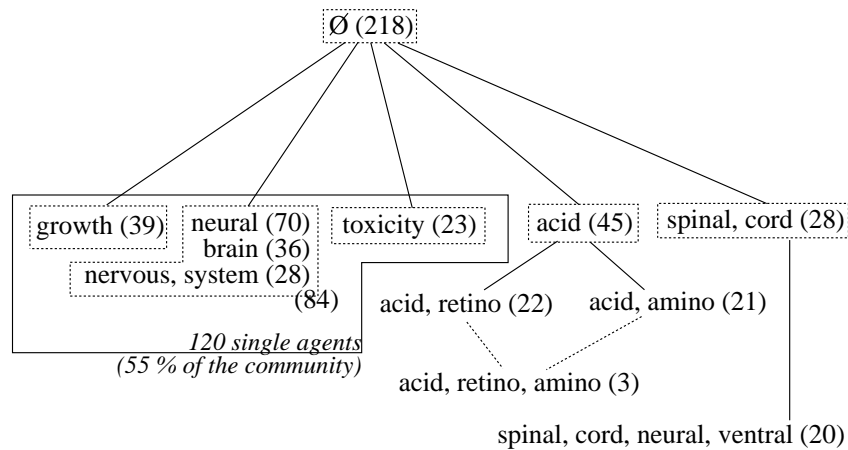 Ø (218)
growth (39)
neural (70)
toxicity (23)
acid (45)
spinal, cord (28)
brain (36)
nervous, system (28)
(84)
acid, retino (22)
acid, amino (21)
120 single agents
(55 % of the community)
acid, retino, amino (3)
spinal, cord, neural, ventral (20)